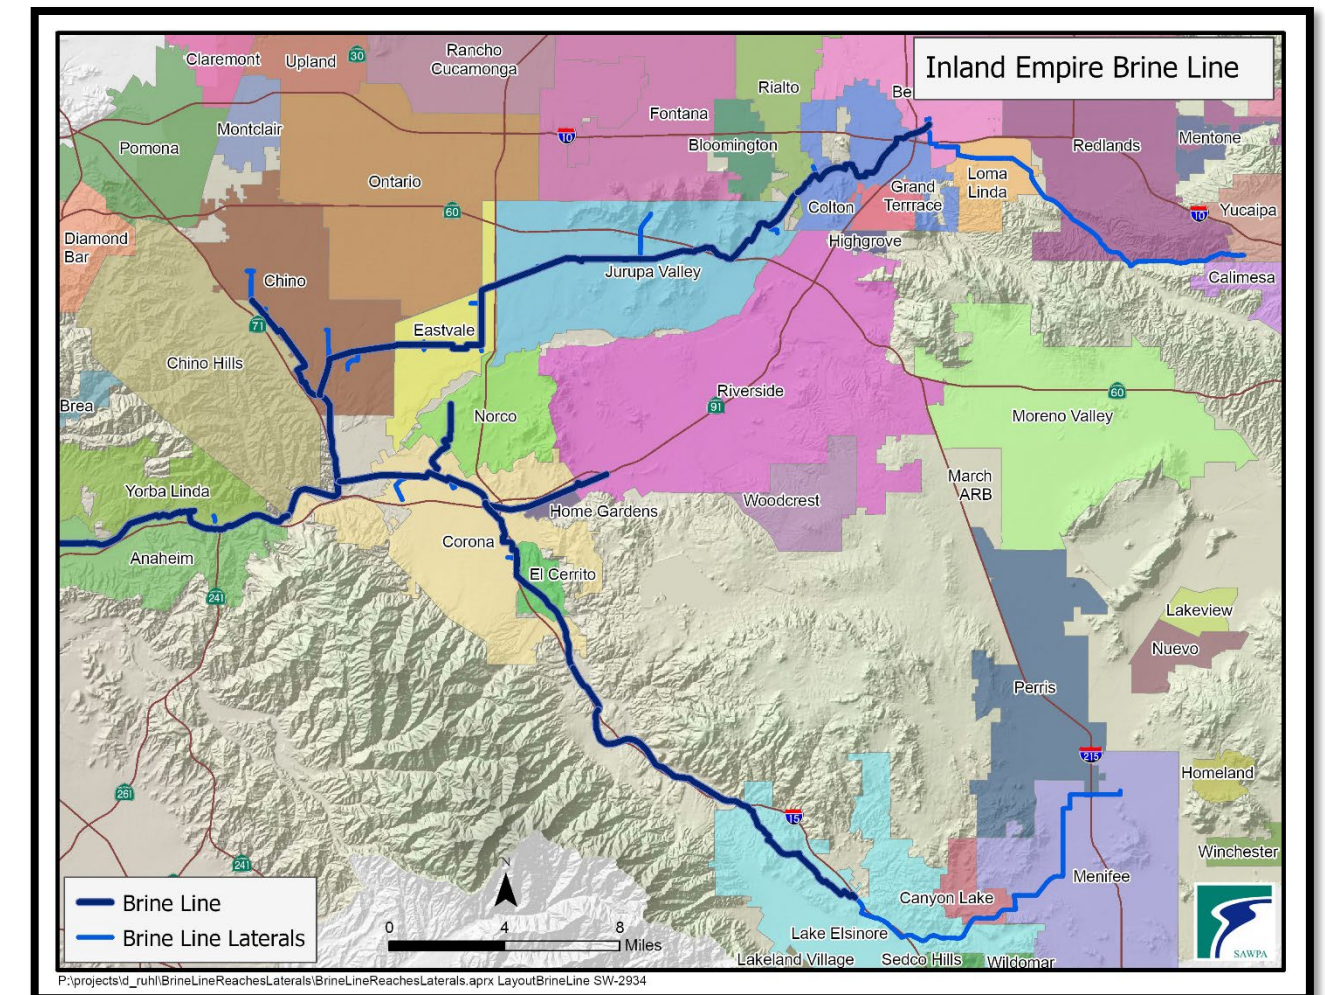 Inland Empire Brine Line
Claremont
Upland
30
Rancho
Cucamonga
Rialto
Fontana
Montclair
Pomona
10
Bloomington
Redlands
Mentone
Ontario
60
Loma
Linda
Grand
Terrrace
Colton
10
Yucaipa
Diamond
Bar
Highgrove
Chino
Jurupa Valley
Calimesa
71
Eastvale
Chino Hills
Riverside
60
91
Brea
Norco
Moreno Valley
March
ARB
Yorba Linda
Woodcrest
Home Gardens
Corona
Anaheim
El Cerrito
241
Lakeview
Nuevo
Perris
215
Homeland
261
15
Winchester
241
Menifee
Canyon Lake
Lake Elsinore
Lakeland Village
Sedco Hills
Wildomar
Brine Line
Brine Line Laterals
N
0 4 8
Miles
SAWPA
P:\projects\d_ruhl\BrineLineReachesLaterals\BrineLineReachesLaterals.aprx LayoutBrineLine SW-2934